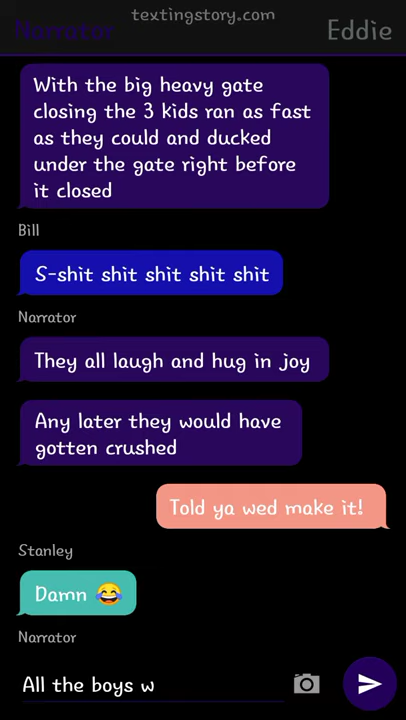 textingstory.com
Narrator
Eddie
With the big heavy gate
closing the 3 kids ran as fast
as they could and ducked
under the gate right before
it closed
Bill
S-shit shit shit shit shit
Narrator
They all laugh and hug in joy
Any later they would have
gotten crushed
Told ya wed make it!
Stanley
Damn 😂
Narrator
All the boys w